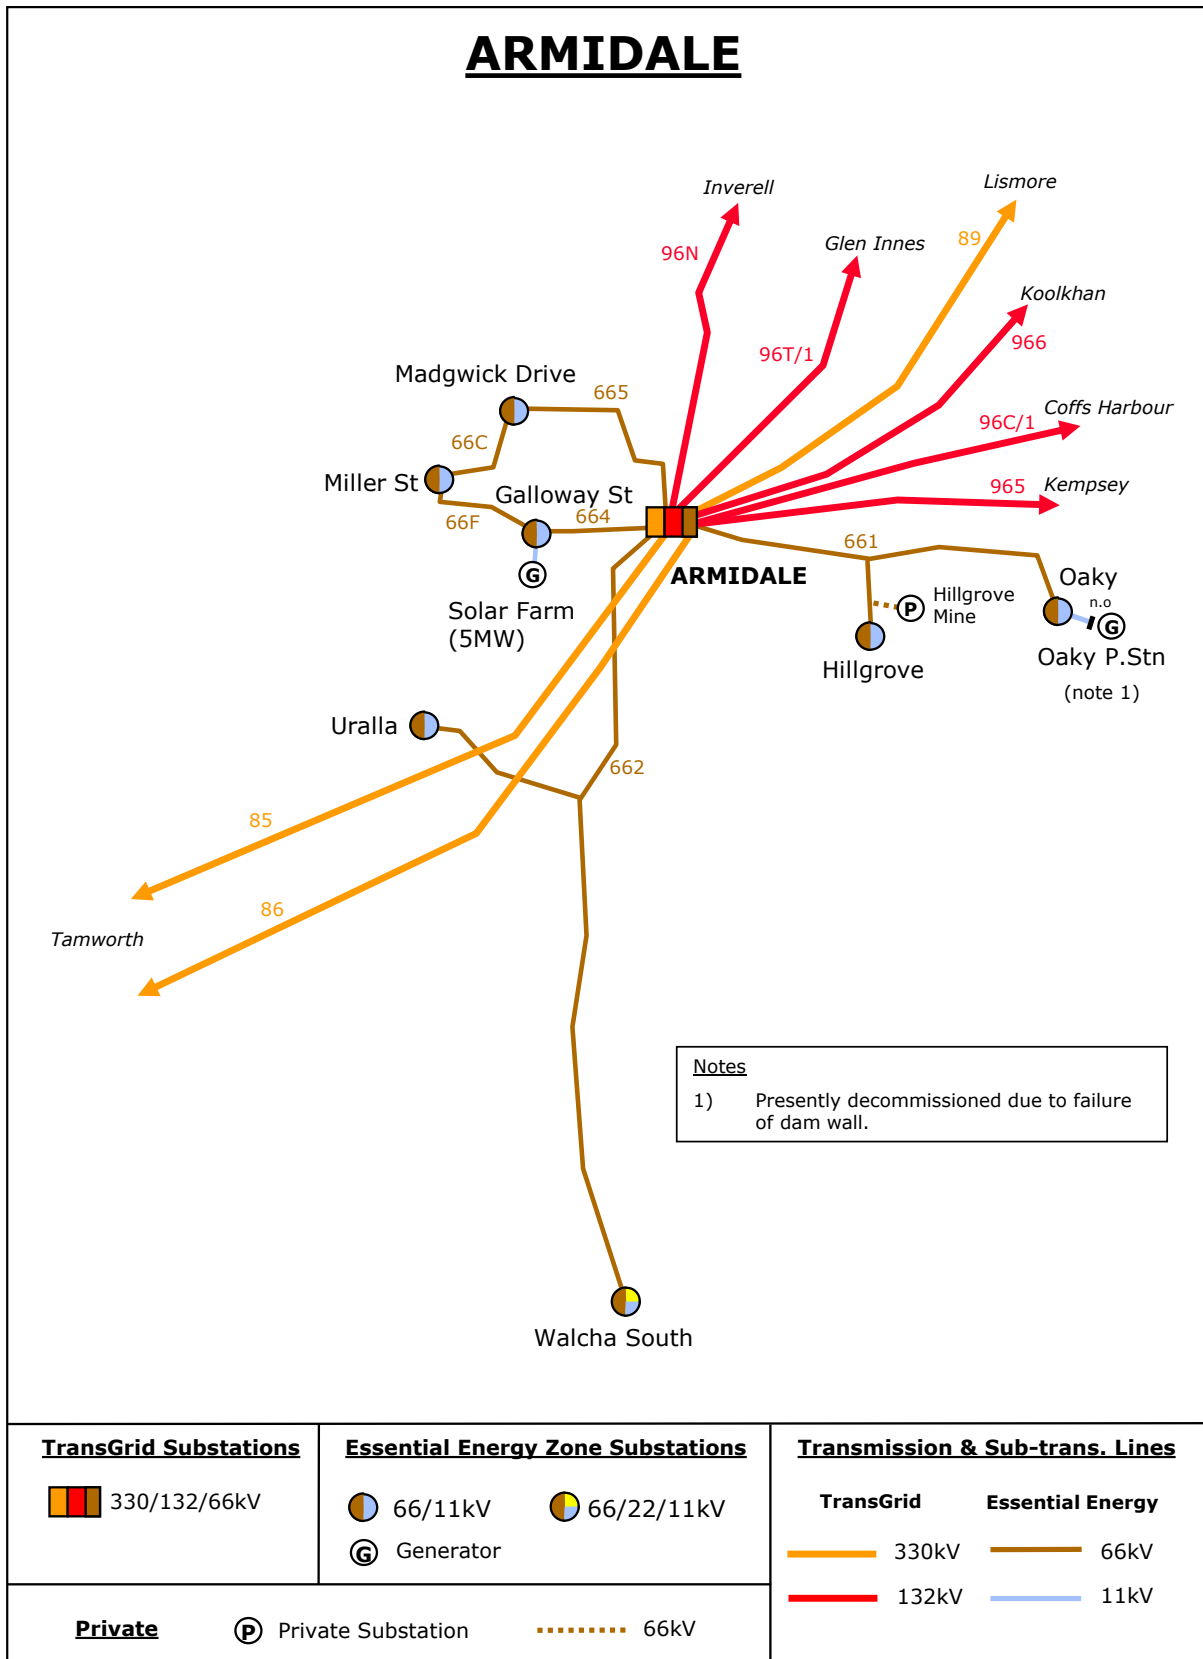 ARMIDALE
Inverell
Lismore
Glen Innes
89
96N
Koolkhan
966
96T/1
Madgwick Drive
665
Coffs Harbour
96C/1
66C
Miller St
Galloway St
Kempsey
965
66F
664
661
ARMIDALE
G
Solar Farm
(5MW)
P
Hillgrove
Mine
Hillgrove
Oaky
n.o
G
Oaky P.Stn
(note 1)
Uralla
662
85
86
Tamworth
Notes
1) Presently decommissioned due to failure
of dam wall.
Walcha South
TransGrid Substations
330/132/66kV
Essential Energy Zone Substations
66/11kV
66/22/11kV
G Generator
Transmission & Sub-trans. Lines
TransGrid
Essential Energy
330kV
66kV
132kV
11kV
Private
P Private Substation
66kV